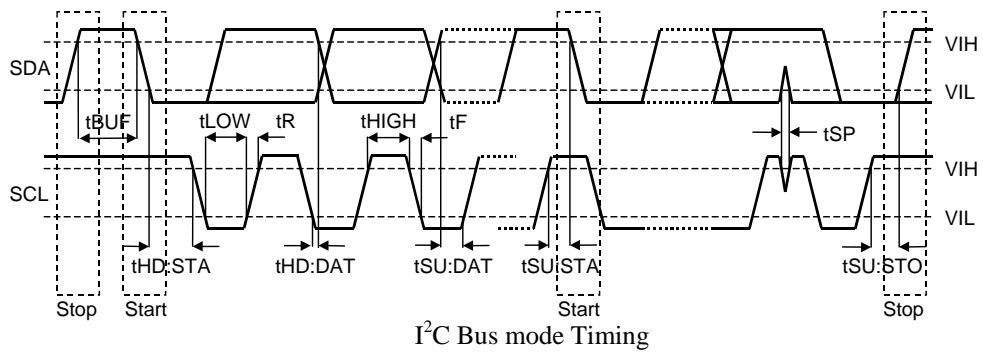 VIH
SDA
VIL
tBUF tLOW tR tHIGH tF
tSP
VIH
SCL
VIL
tHD:STA tHD:DAT tSU:DAT tSU:STA tSU:STO
Stop Start Start Stop
I²C Bus mode Timing